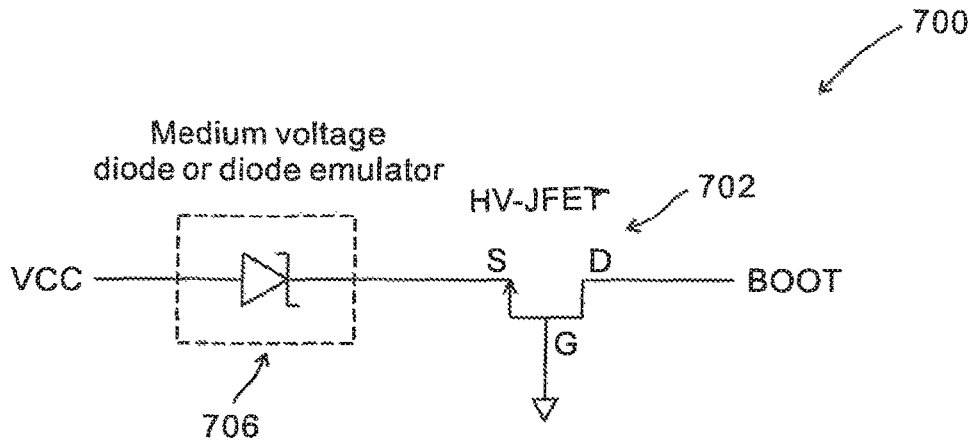 700
Medium voltage
diode or diode emulator
HV-JFET
702
VCC
S
D
BOOT
G
706